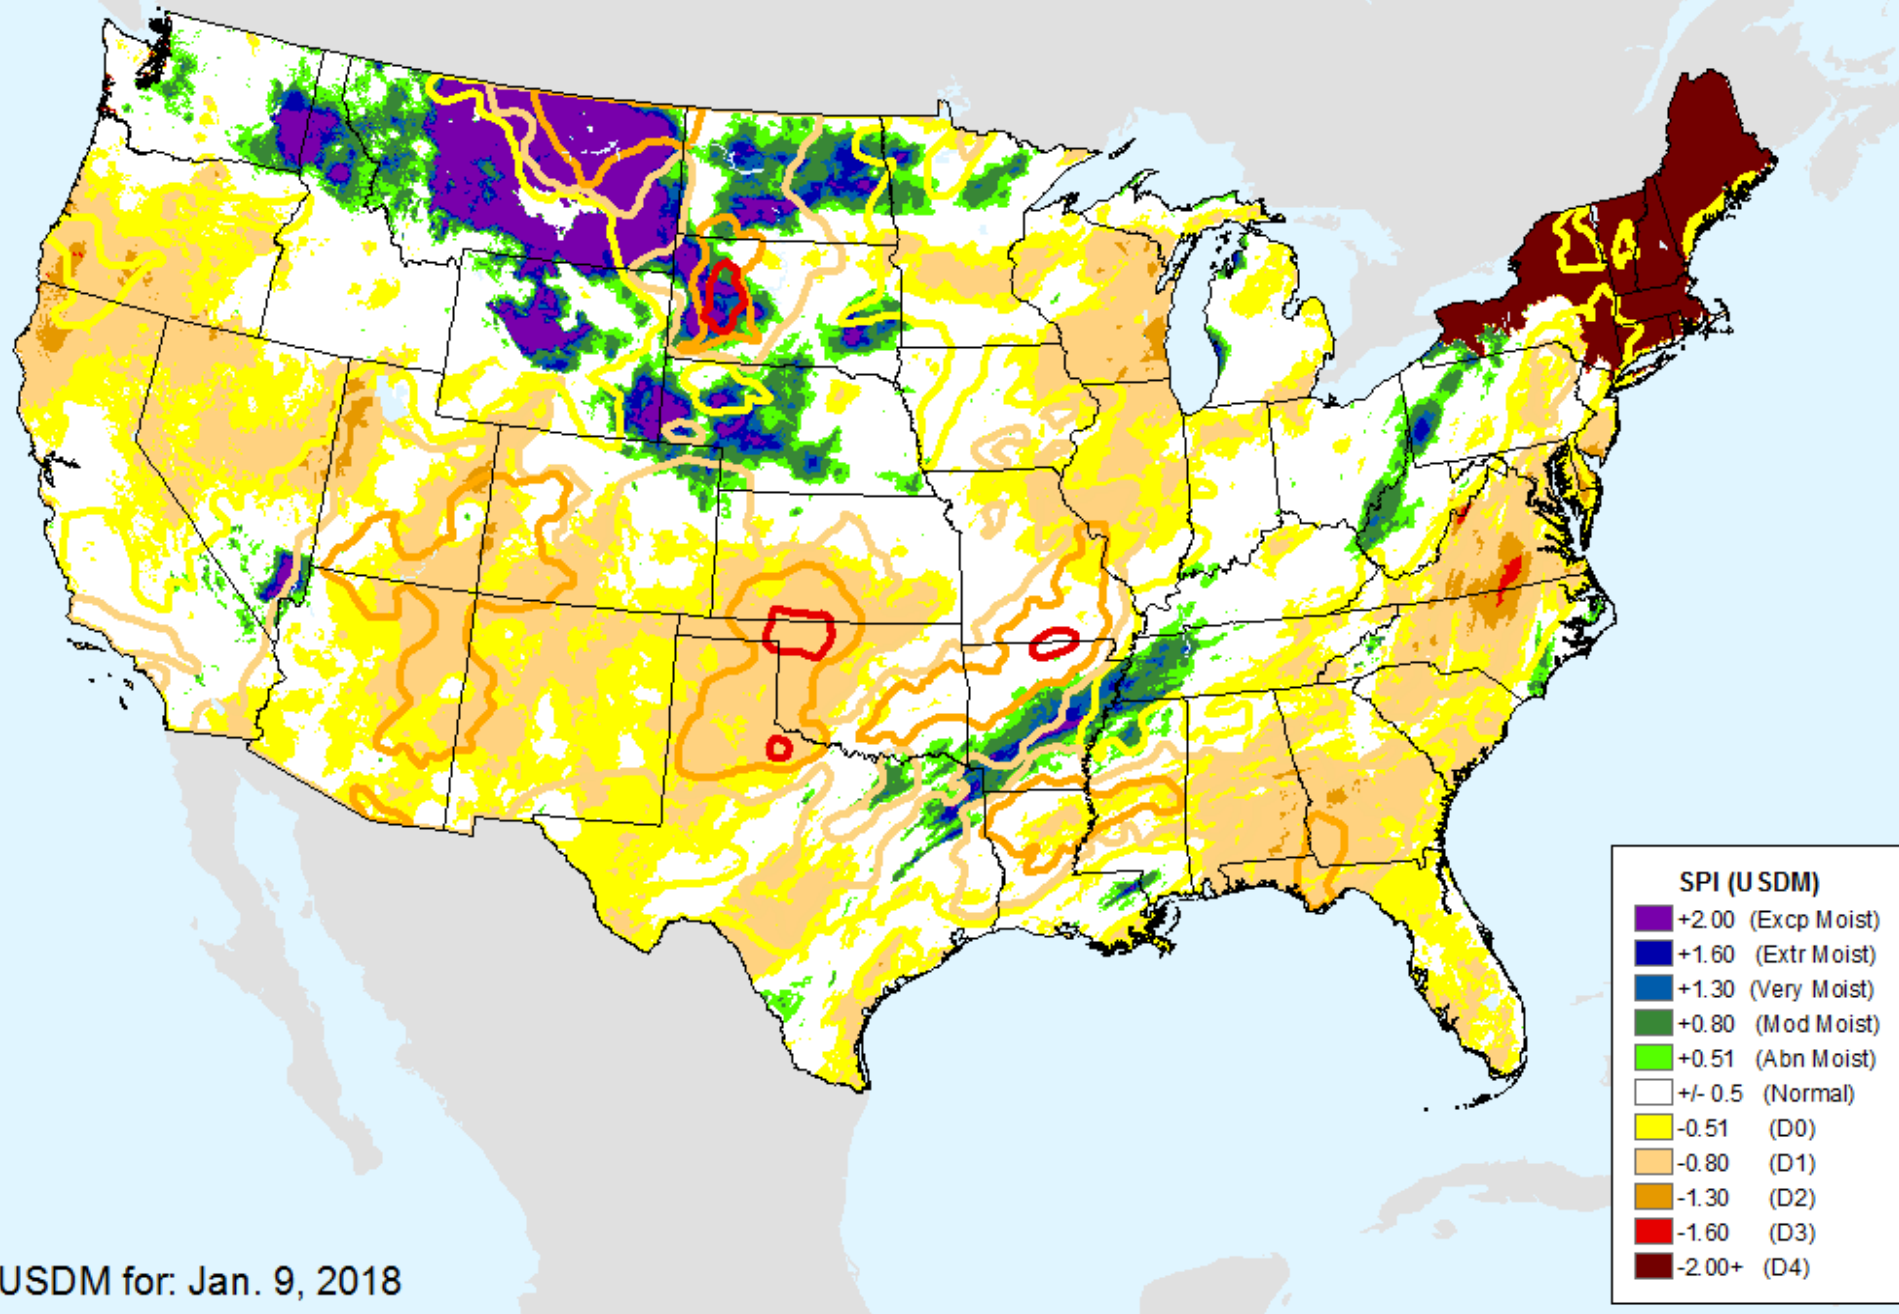 SPI (USDM)
+2.00 (Excp Moist)
+1.60 (Extr Moist)
+1.30 (Very Moist)
+0.80 (Mod Moist)
+0.51 (Abn Moist)
+/- 0.5 (Normal)
-0.51 (D0)
-0.80 (D1)
-1.30 (D2)
-1.60 (D3)
-2.00+ (D4)
USDM for: Jan. 9, 2018